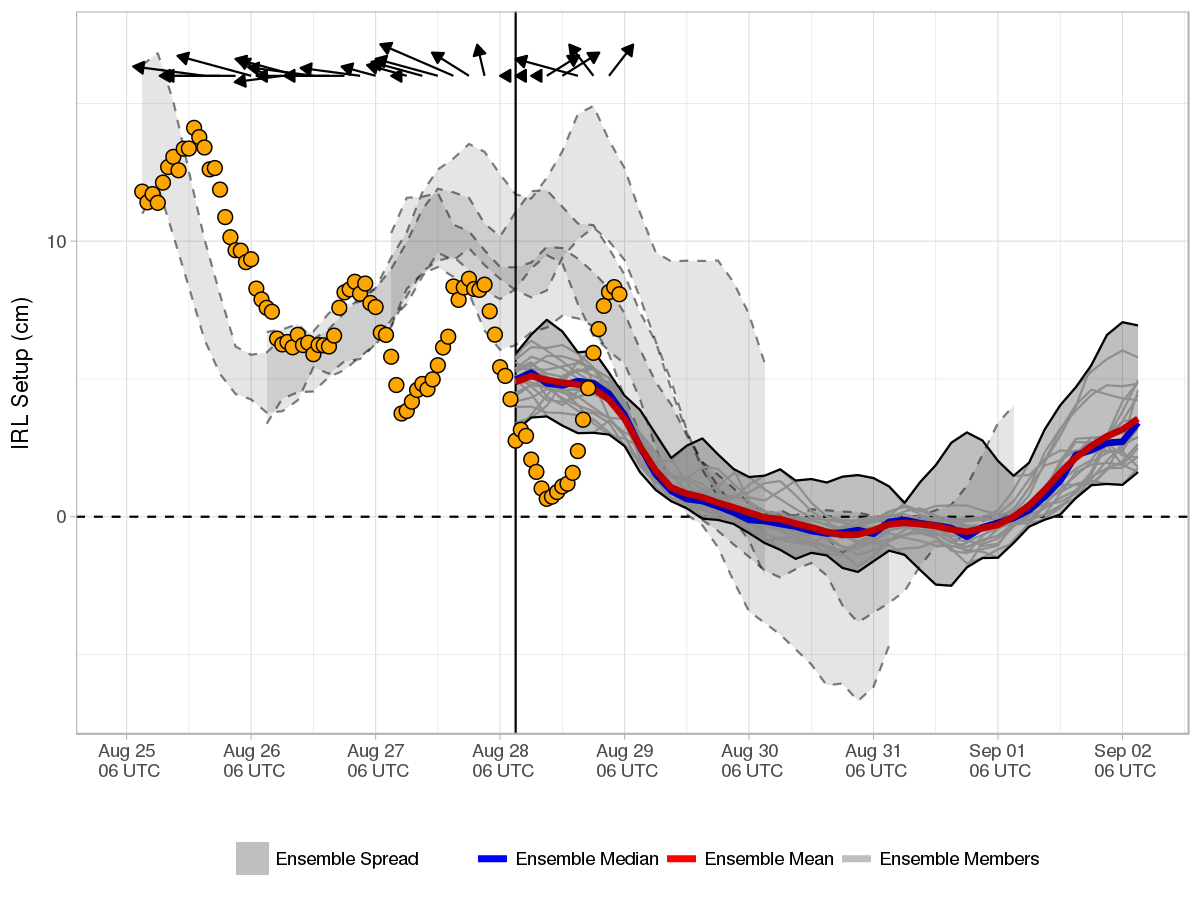 IRL Setup (cm)
10
0
Aug 25
06 UTC
Aug 26
06 UTC
Aug 27
06 UTC
Aug 28
06 UTC
Aug 29
06 UTC
Aug 30
06 UTC
Aug 31
06 UTC
Sep 01
06 UTC
Sep 02
06 UTC
Ensemble Spread
Ensemble Median
Ensemble Mean
Ensemble Members